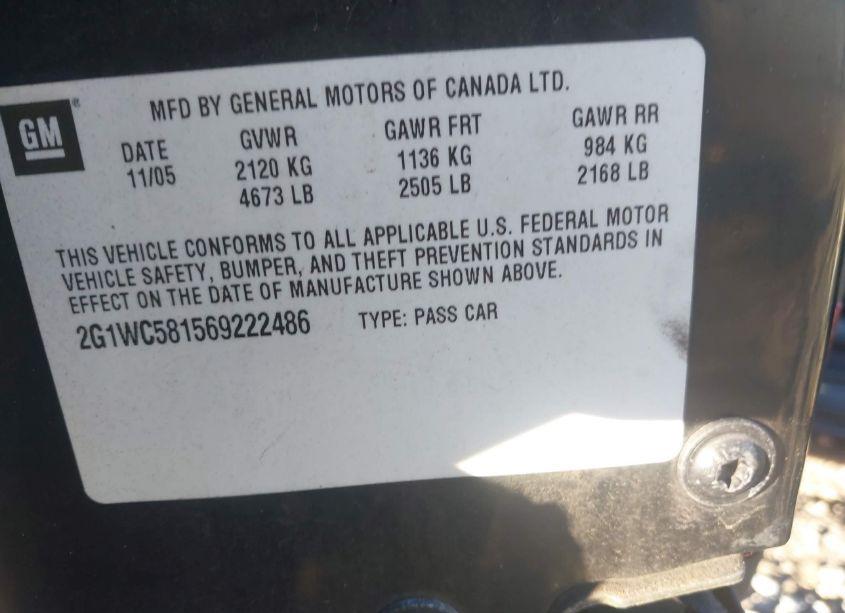 GM
MFD BY GENERAL MOTORS OF CANADA LTD.
DATE GVWR GAWR FRT GAWR RR
11/05 2120 KG 1136 KG 984 KG
4673 LB 2505 LB 2168 LB
THIS VEHICLE CONFORMS TO ALL APPLICABLE U.S. FEDERAL MOTOR
VEHICLE SAFETY, BUMPER, AND THEFT PREVENTION STANDARDS IN
EFFECT ON THE DATE OF MANUFACTURE SHOWN ABOVE.
2G1WC581569222486 TYPE: PASS CAR